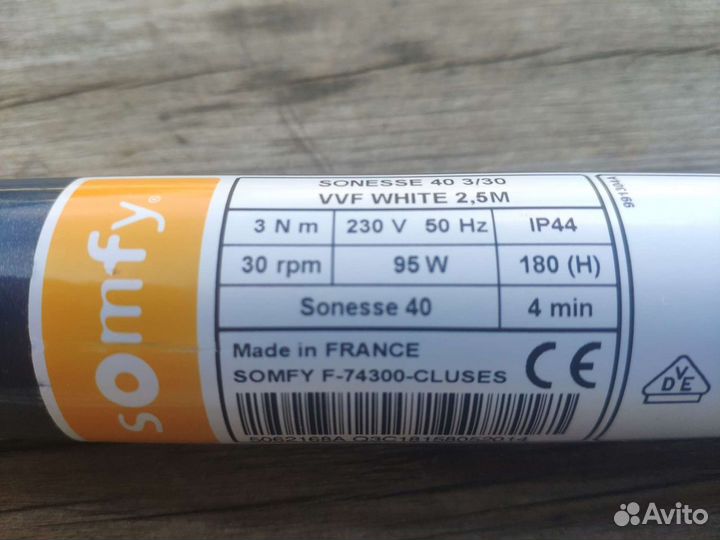 somfy®
SONESSE 40 3/30
VVF WHITE 2,5M
3 N m 230 V 50 Hz IP44
30 rpm 95 W 180 (H)
Sonesse 40 4 min
Made in FRANCE
SOMFY F-74300-CLUSES
CE
DVE
Avito